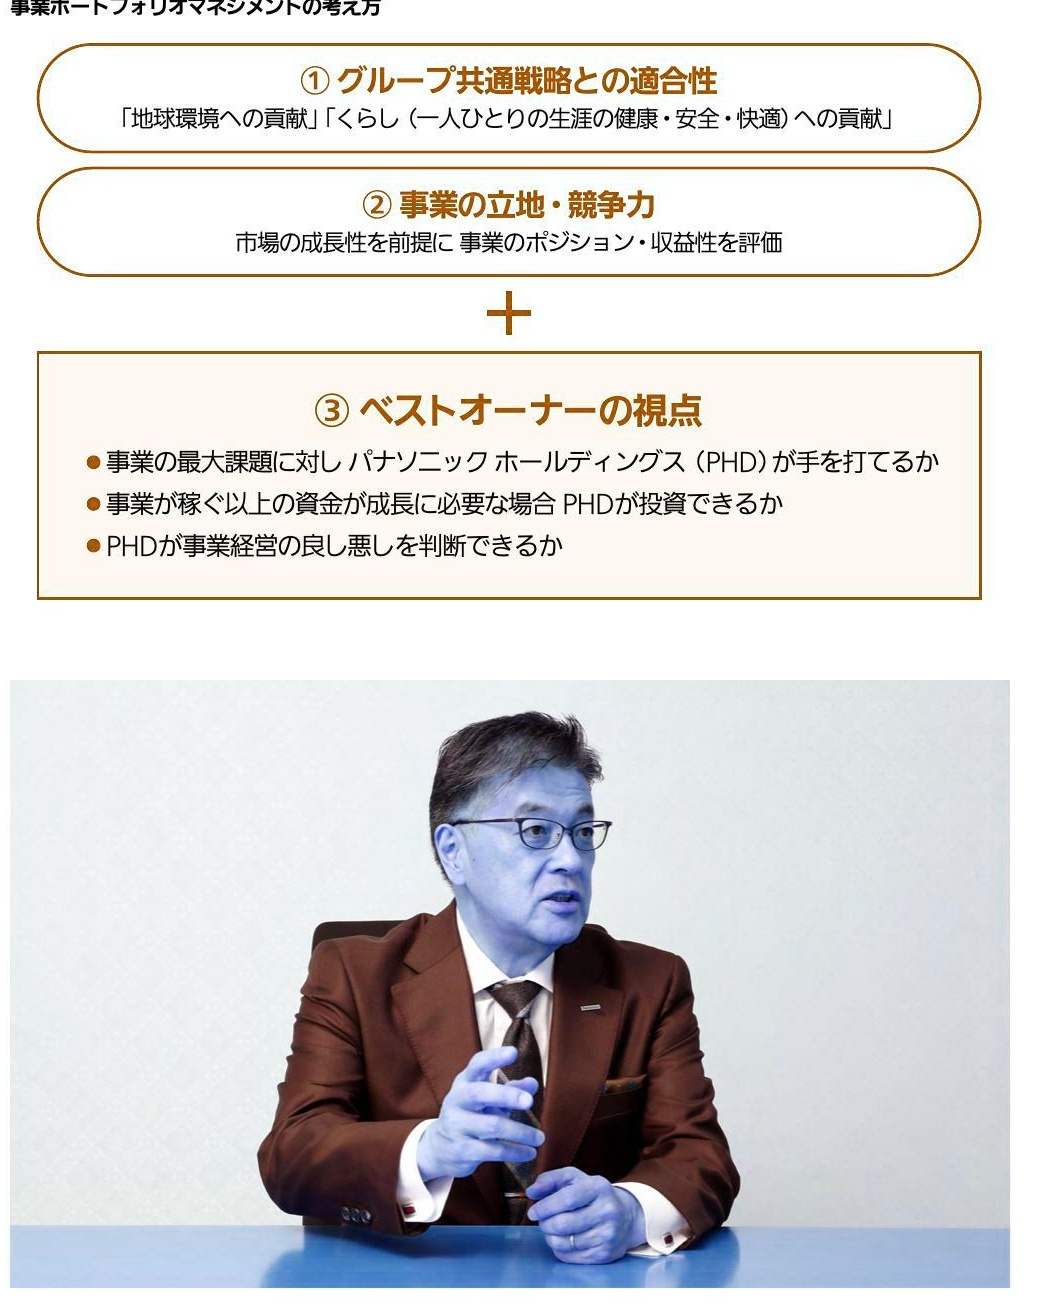 事業ポートフォリオマネジメントの考え方
① グループ共通戦略との適合性
「地球環境への貢献」「くらし（一人ひとりの生涯の健康・安全・快適）への貢献」
② 事業の立地・競争力
市場の成長性を前提に 事業のポジション・収益性を評価
＋
③ ベストオーナーの視点
●事業の最大課題に対し パナソニック ホールディングス（PHD）が手を打てるか
●事業が稼ぐ以上の資金が成長に必要な場合 PHDが投資できるか
●PHDが事業経営の良し悪しを判断できるか